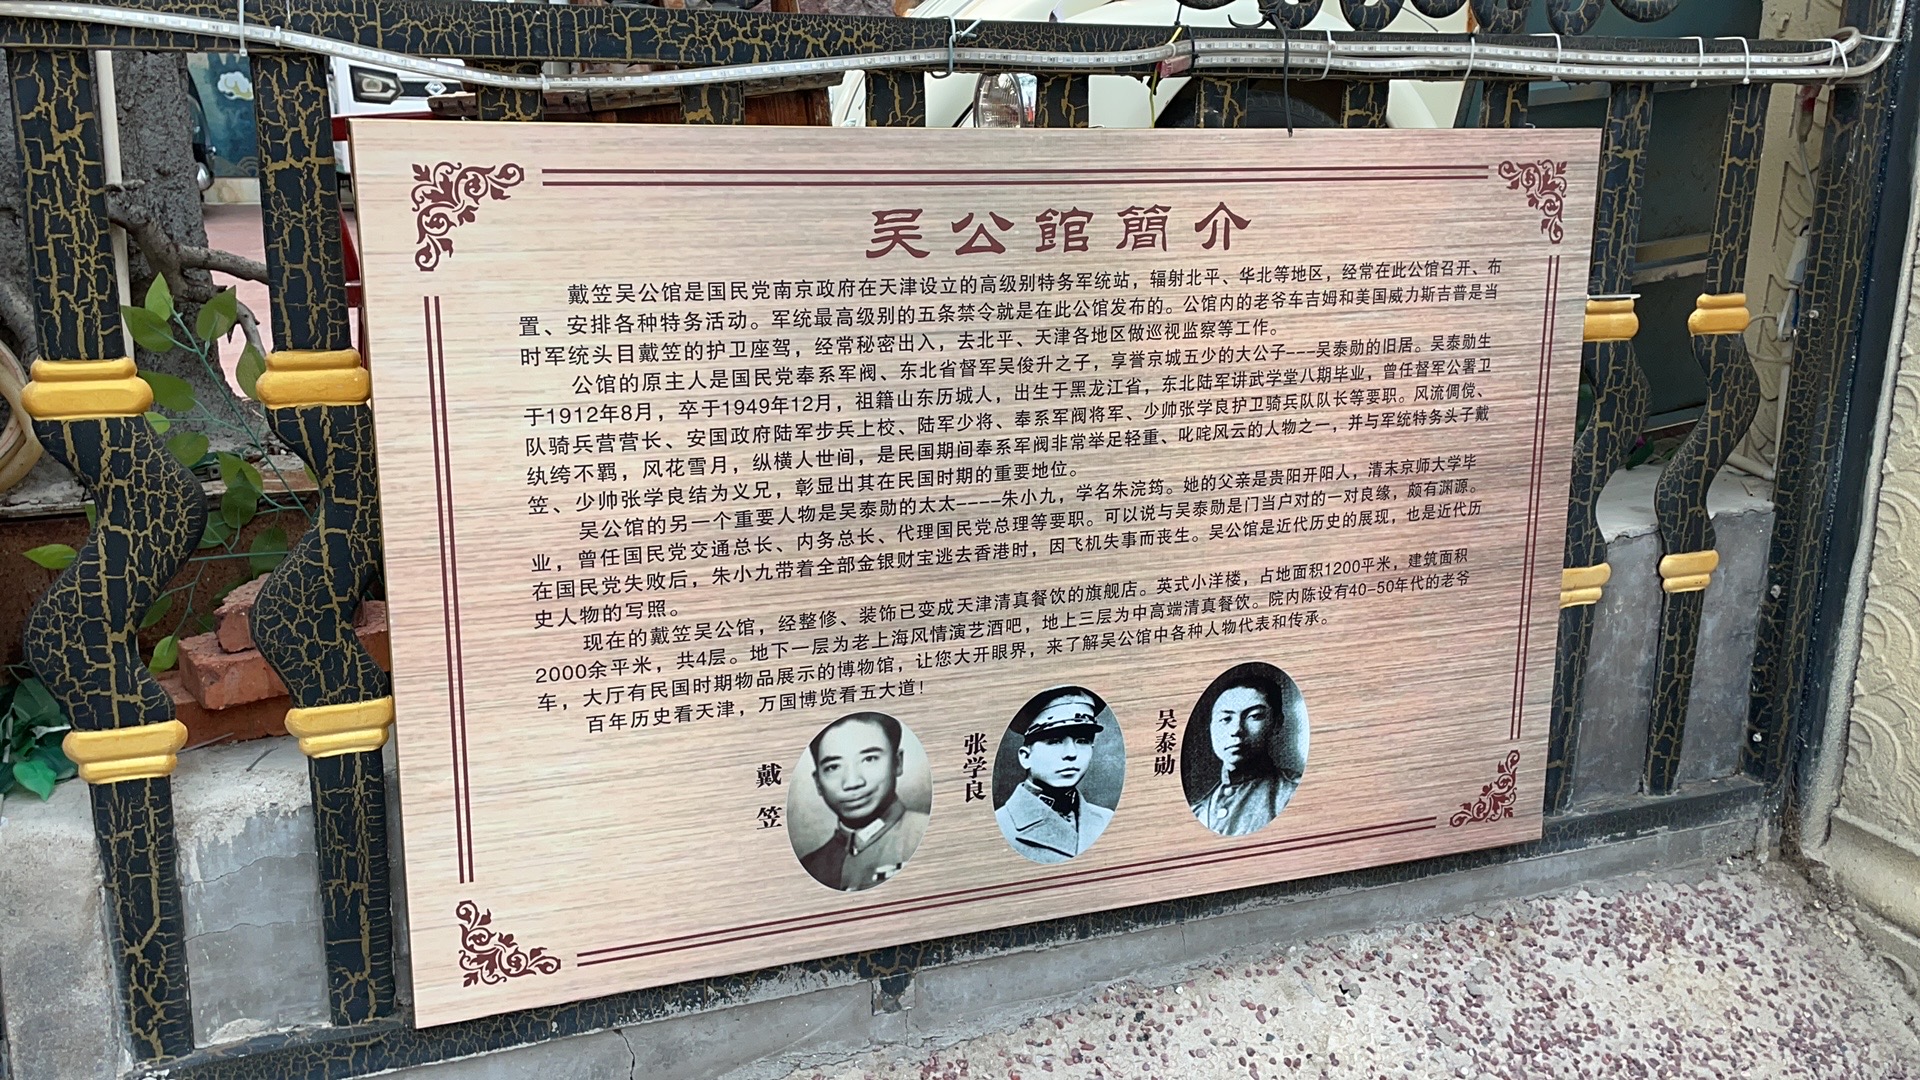 吴公館簡介
戴笠吴公馆是国民党南京政府在天津设立的高级别特务军统站，辐射北平、华北等地区，经常在此公馆召开、布
置、安排各种特务活动。军统最高级别的五条禁令就是在此公馆发布的。公馆内的老爷车吉姆和美国威力斯吉普是当
时军统头目戴笠的护卫座驾，经常秘密出入，去北平、天津各地区做巡视监察等工作。
公馆的原主人是国民党奉系军阀、东北省督军吴俊升之子，享誉京城五少的大公子---吴泰勋的旧居。吴泰勋生
于1912年8月，卒于1949年12月，祖籍山东历城人，出生于黑龙江省，东北陆军讲武学堂八期毕业，曾任督军公署卫
队骑兵营营长、安国政府陆军步兵上校、陆军少将、奉系军阀将军、少帅张学良护卫骑兵队队长等要职。风流倜傥、
纨绔不羁，风花雪月，纵横人世间，是民国期间奉系军阀非常举足轻重、叱咤风云的人物之一，并与军统特务头子戴
笠、少帅张学良结为义兄，彰显出其在民国时期的重要地位。
吴公馆的另一个重要人物是吴泰勋的太太----朱小九，学名朱浣筠。她的父亲是贵阳开阳人，清末京师大学毕
业，曾任国民党交通总长、内务总长、代理国民党总理等要职。可以说与吴泰勋是门当户对的一对良缘，颇有渊源。
在国民党失败后，朱小九带着全部金银财宝逃去香港时，因飞机失事而丧生。吴公馆是近代历史的展现，也是近代历
史人物的写照。
现在的戴笠吴公馆，经整修、装饰已变成天津清真餐饮的旗舰店。英式小洋楼，占地面积1200平米，建筑面积
2000余平米，共4层。地下一层为老上海风情演艺酒吧，地上三层为中高端清真餐饮。院内陈设有40-50年代的老爷
车，大厅有民国时期物品展示的博物馆，让您大开眼界，来了解吴公馆中各种人物代表和传承。
百年历史看天津，万国博览看五大道！
戴笠
张学良
吴泰勋